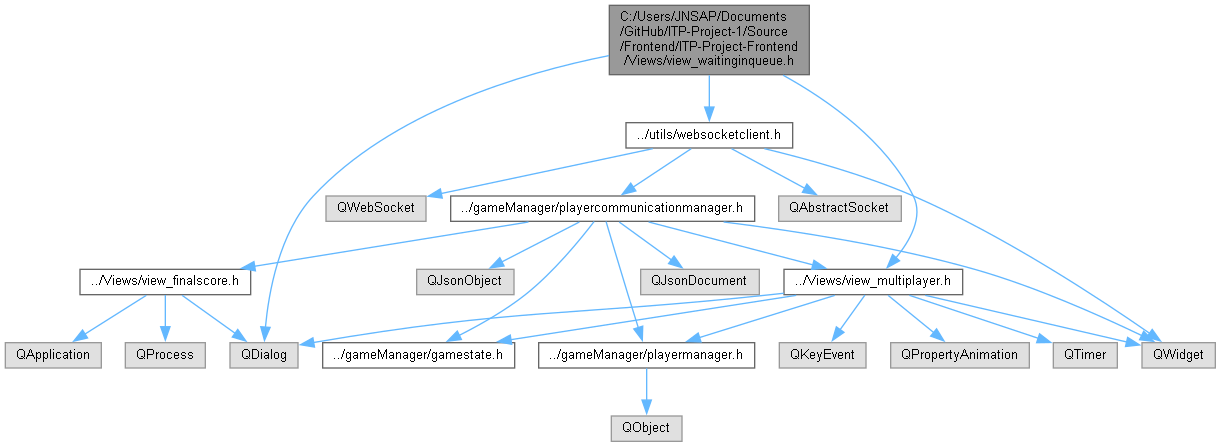 C:/Users/JNSAP/Documents
/GitHub/ITP-Project-1/Source
/Frontend/ITP-Project-Frontend
/Views/view_waitinginqueue.h
../utils/websocketclient.h
QWebSocket
../gameManager/playercommunicationmanager.h
QAbstractSocket
../Views/view_finalscore.h
QJsonObject
QJsonDocument
../Views/view_multiplayer.h
QApplication
QProcess
QDialog
../gameManager/gamestate.h
../gameManager/playermanager.h
QKeyEvent
QPropertyAnimation
QTimer
QWidget
QObject